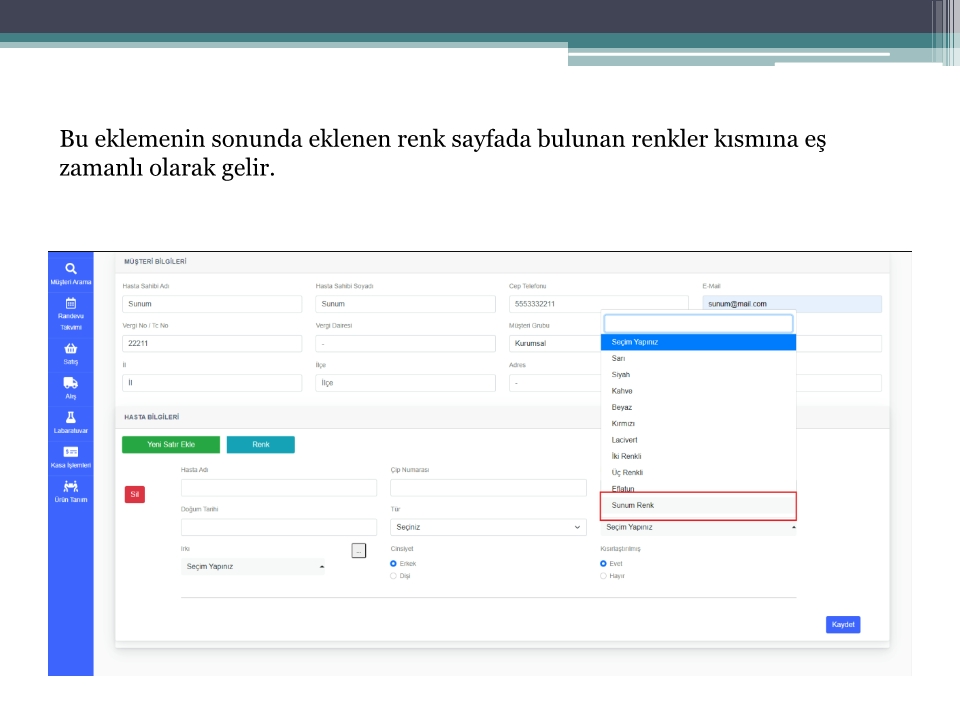 Bu eklemenin sonunda eklenen renk sayfada bulunan renkler kısmına eş
zamanlı olarak gelir.
Müşteri Arama
Randevu
Takvimi
Satış
Alış
Labaratuvar
Kasa İşlemleri
Ürün Tanım
MÜŞTERİ BİLGİLERİ
Hasta Sahibi Adı
Hasta Sahibi Soyadı
Cep Telefonu
E-Mail
Sunum
Sunum
5553332211
sunum@mail.com
Vergi No / Tc No
Vergi Dairesi
Müşteri Grubu
22211
-
Kurumsal
İl
İlçe
Adres
İl
İlçe
-
Seçim Yapınız
Sarı
Siyah
Kahve
Beyaz
Kırmızı
Lacivert
İki Renkli
Üç Renkli
Eflatun
Sunum Renk
HASTA BİLGİLERİ
Yeni Satır Ekle
Renk
Hasta Adı
Çip Numarası
Sil
Doğum Tarihi
Tür
Seçiniz
Seçim Yapınız
Irkı
...
Cinsiyet
Kısırlaştırılmış
Seçim Yapınız
Erkek
Evet
Dişi
Hayır
Kaydet